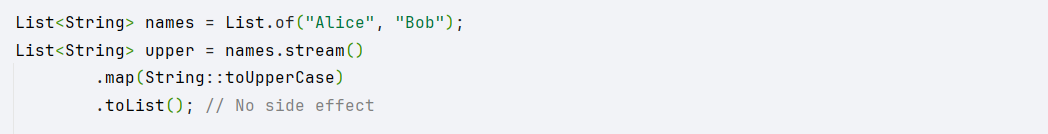 List<String> names = List.of("Alice", "Bob");
List<String> upper = names.stream()
        .map(String::toUpperCase)
        .toList(); // No side effect